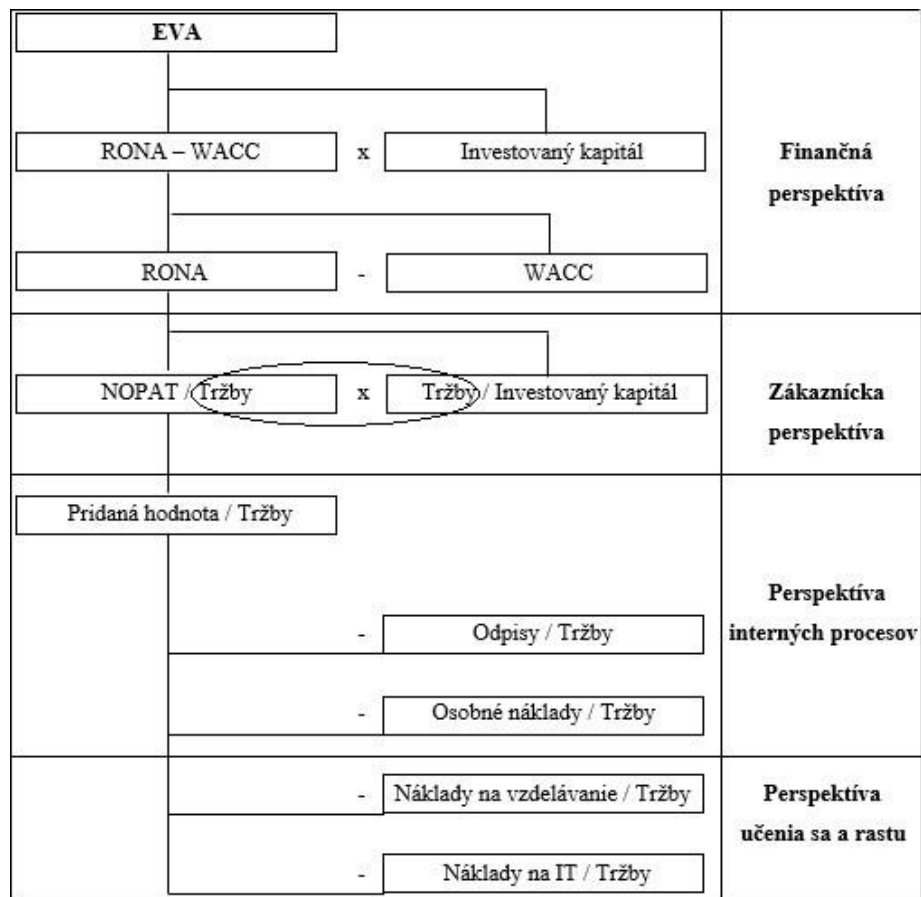 EVA
RONA – WACC x Investovaný kapitál
Finančná
perspektíva
RONA - WACC
NOPAT / Tržby x Tržby / Investovaný kapitál
Zákaznícka
perspektíva
Pridaná hodnota / Tržby
Perspektíva
interných procesov
- Odpisy / Tržby
- Osobné náklady / Tržby
- Náklady na vzdelávanie / Tržby
Perspektíva
učenia sa a rastu
- Náklady na IT / Tržby